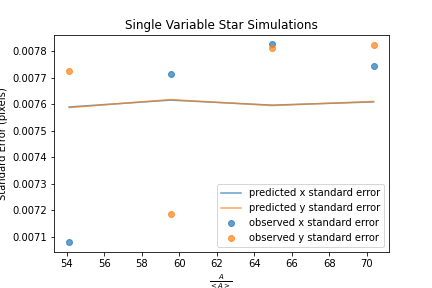 Single Variable Star Simulations
Standard Error (pixels)
0.0078
0.0077
0.0076
0.0075
0.0074
0.0073
0.0072
0.0071
predicted x standard error
predicted y standard error
observed x standard error
observed y standard error
54 56 58 60 62 64 66 68 70
A
<A>